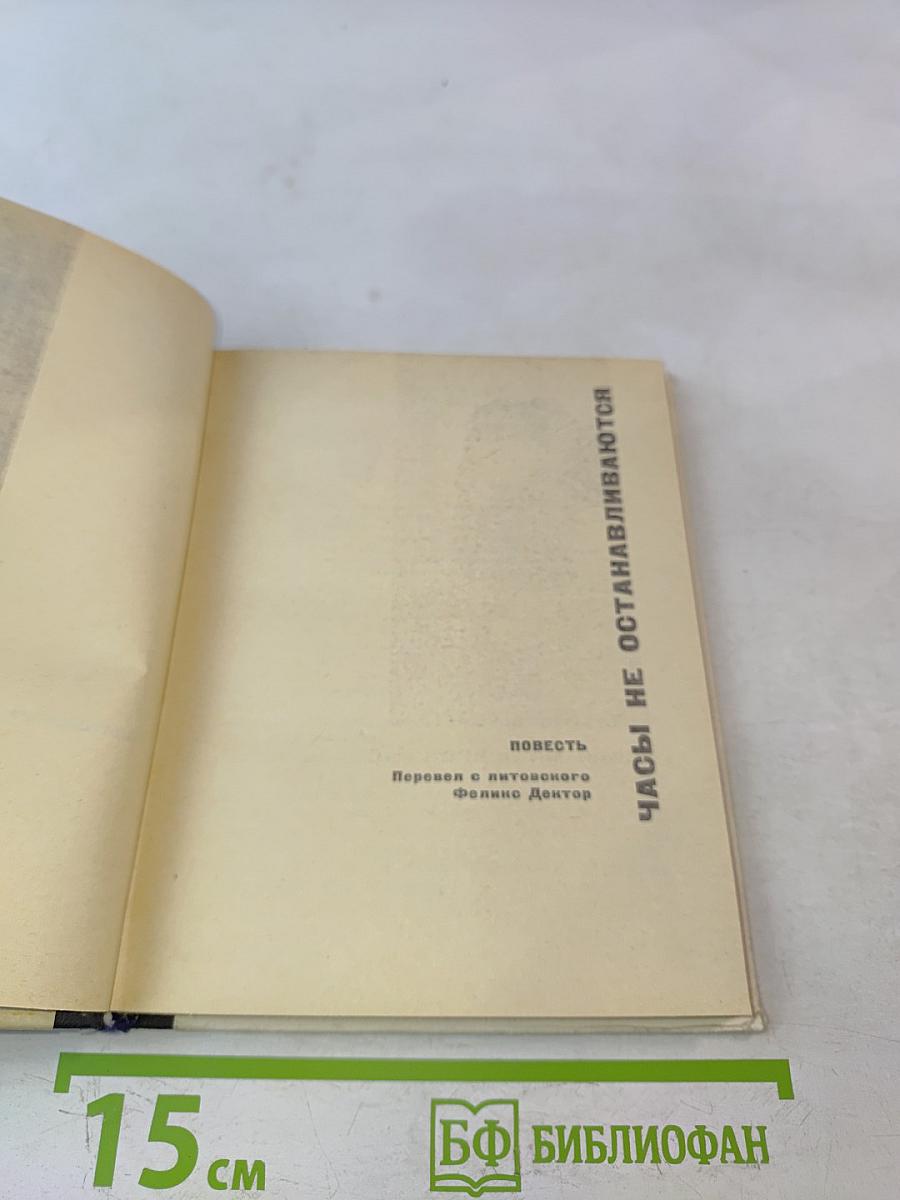 ЧАСЫ НЕ ОСТАНАВЛИВАЮТСЯ
ПОВЕСТЬ
Перевел с литовского
Феликс Дектор
15 см
БФ БИБЛИОФАН